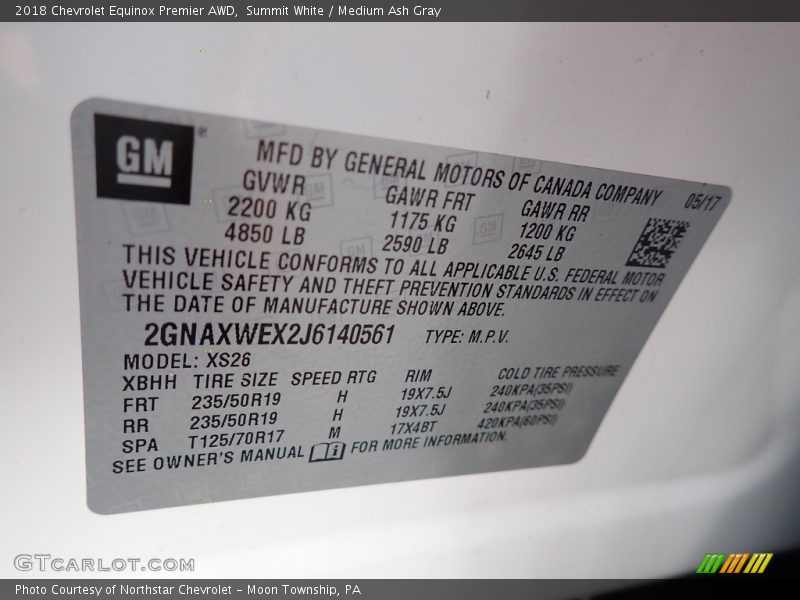 2018 Chevrolet Equinox Premier AWD, Summit White / Medium Ash Gray
GM
MFD BY GENERAL MOTORS OF CANADA COMPANY 05/17
GVWR GAWR FRT GAWR RR
2200 KG 1175 KG 1200 KG
4850 LB 2590 LB 2645 LB
THIS VEHICLE CONFORMS TO ALL APPLICABLE U.S. FEDERAL MOTOR
VEHICLE SAFETY AND THEFT PREVENTION STANDARDS IN EFFECT ON
THE DATE OF MANUFACTURE SHOWN ABOVE.
2GNAXWEX2J6140561 TYPE: M.P.V.
MODEL: XS26
XBHH TIRE SIZE SPEED RTG RIM COLD TIRE PRESSURE
FRT 235/50R19 H 19X7.5J 240KPA(35PSI)
RR 235/50R19 H 19X7.5J 240KPA(35PSI)
SPA T125/70R17 M 17X4BT 420KPA(60PSI)
SEE OWNER'S MANUAL FOR MORE INFORMATION.
GTCARLOT.COM
Photo Courtesy of Northstar Chevrolet – Moon Township, PA